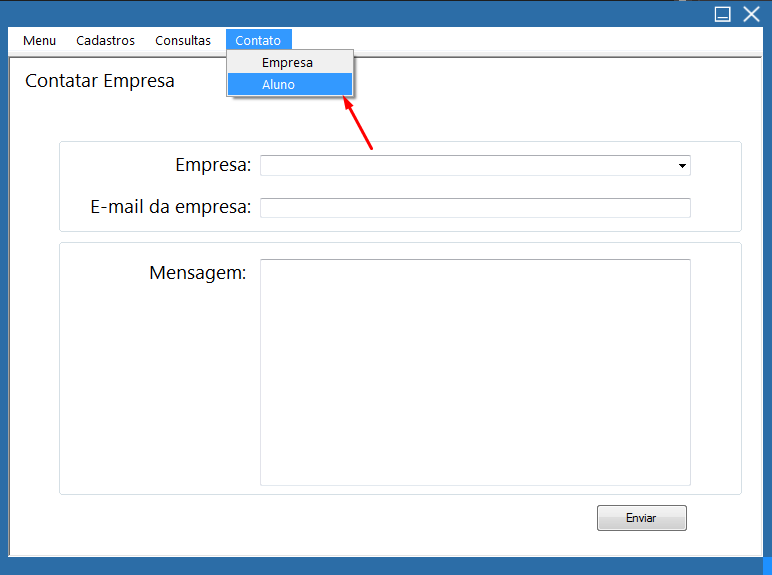 Menu Cadastros Consultas Contato
Empresa
Aluno
Contatar Empresa
Empresa:
E-mail da empresa:
Mensagem:
Enviar